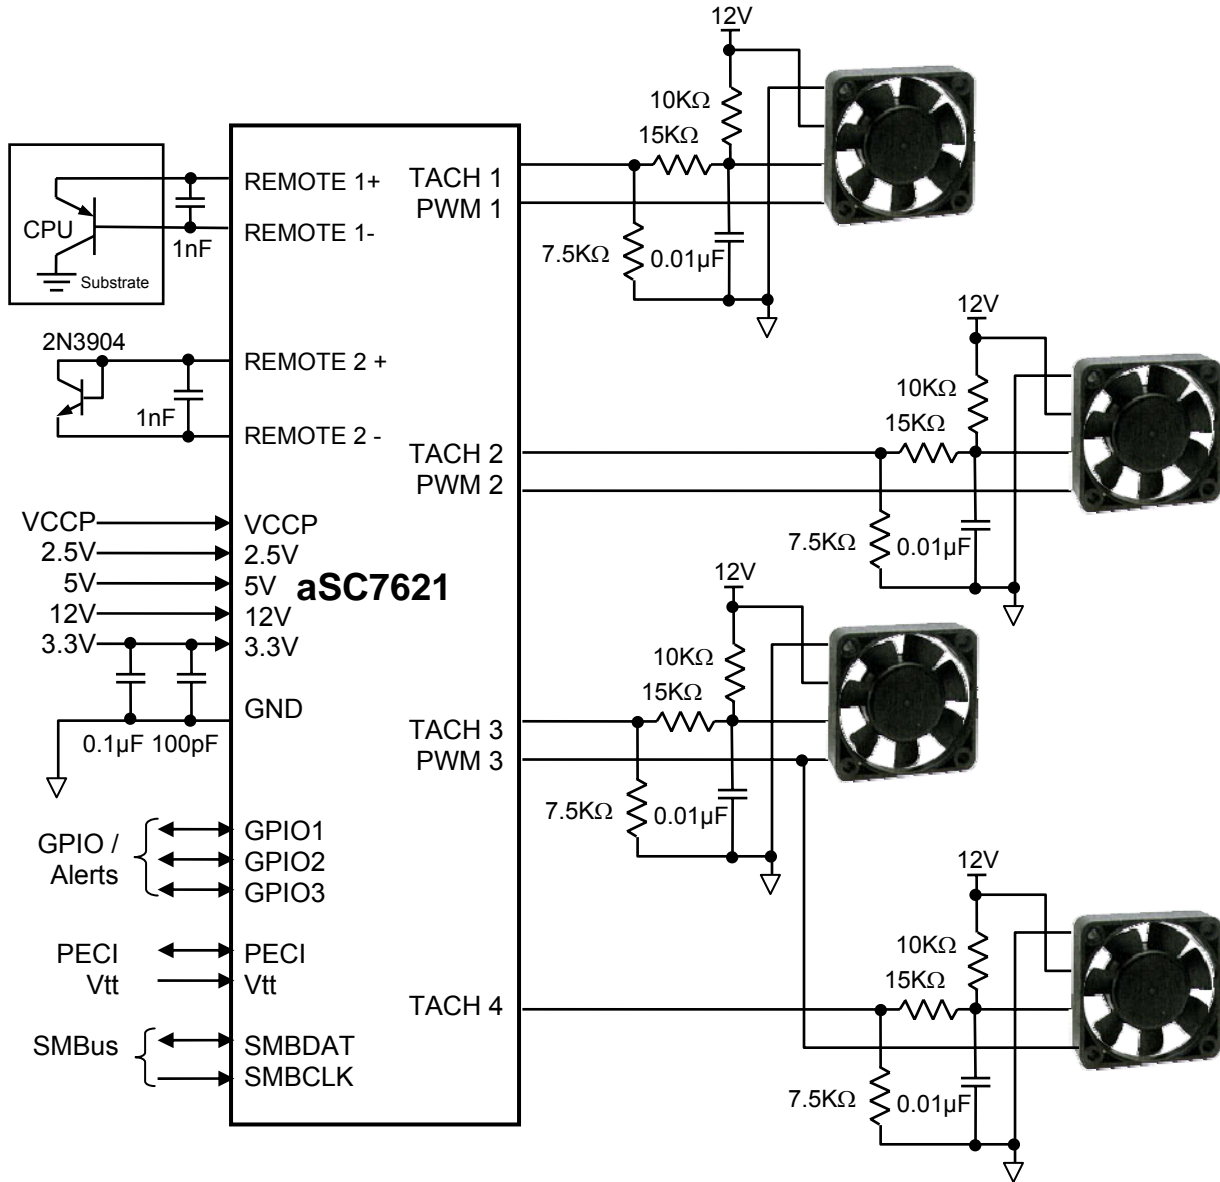 12V
10KΩ
15KΩ
TACH 1
PWM 1
7.5KΩ
0.01µF
REMOTE 1+
REMOTE 1-
CPU
1nF
Substrate
2N3904
REMOTE 2 +
1nF
REMOTE 2 -
12V
10KΩ
15KΩ
TACH 2
PWM 2
7.5KΩ
0.01µF
VCCP
VCCP
2.5V
2.5V
5V
5V
12V
12V
3.3V
3.3V
aSC7621
GND
0.1µF
100pF
12V
10KΩ
15KΩ
TACH 3
PWM 3
7.5KΩ
0.01µF
GPIO /
Alerts
GPIO1
GPIO2
GPIO3
PECI
PECI
Vtt
Vtt
SMBus
SMBDAT
SMBCLK
12V
10KΩ
15KΩ
TACH 4
7.5KΩ
0.01µF